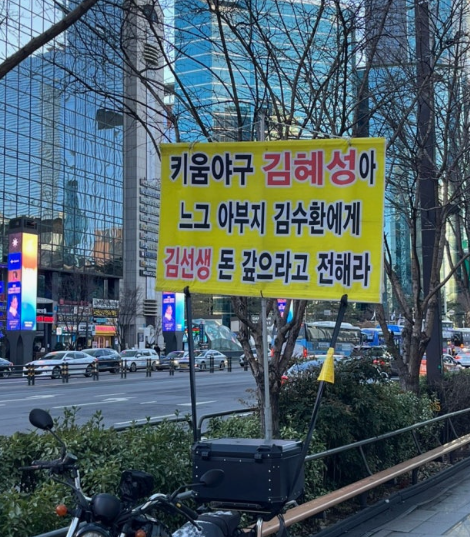 키움야구 김혜성아
느그 아부지 김수환에게
김선생 돈 갚으라고 전해라